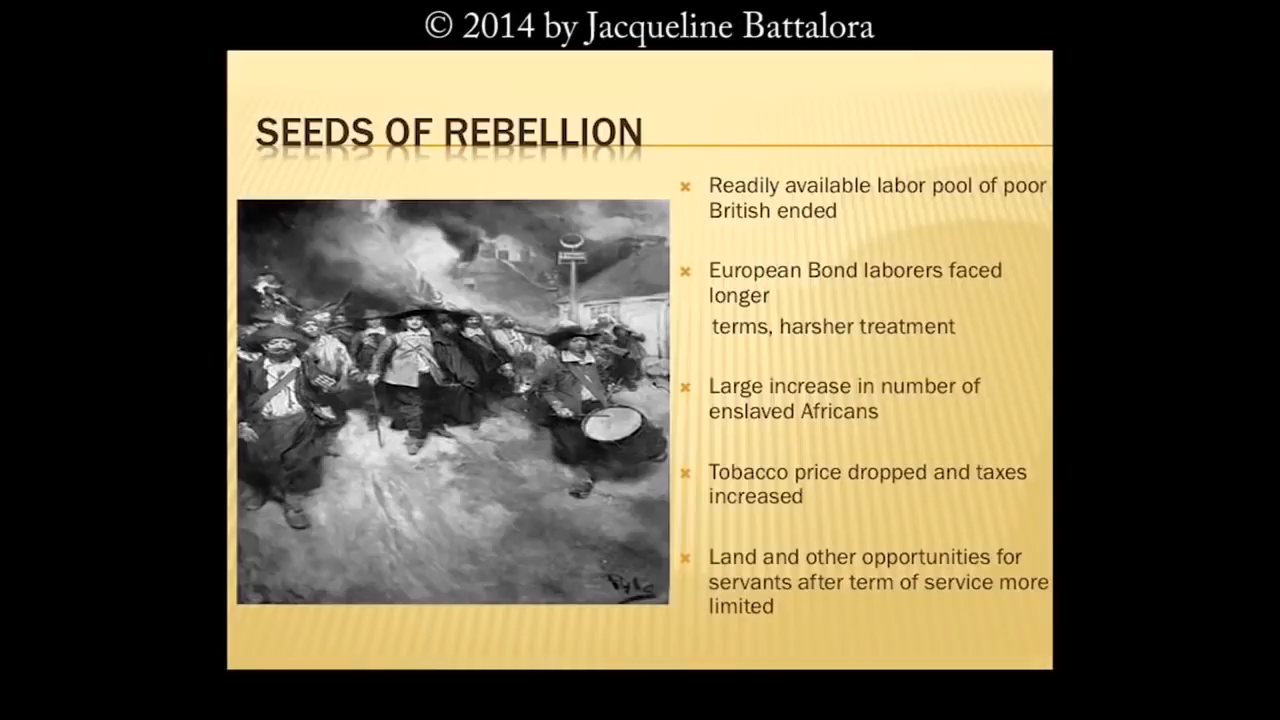 © 2014 by Jacqueline Battalora
SEEDS OF REBELLION
Readily available labor pool of poor
British ended
European Bond laborers faced
longer
terms, harsher treatment
Large increase in number of
enslaved Africans
Tobacco price dropped and taxes
increased
Land and other opportunities for
servants after term of service more
limited